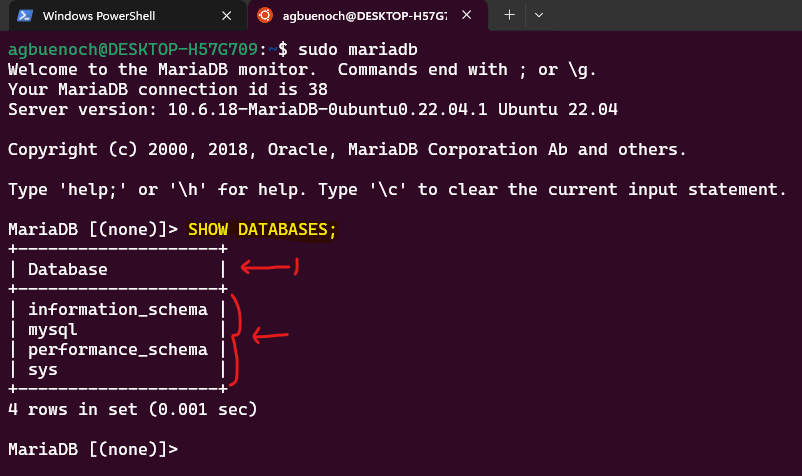 Windows PowerShell
agbuenoch@DESKTOP-H57G7
agbuenoch@DESKTOP-H57G709:~$ sudo mariadb
Welcome to the MariaDB monitor.  Commands end with ; or \g.
Your MariaDB connection id is 38
Server version: 10.6.18-MariaDB-0ubuntu0.22.04.1 Ubuntu 22.04
Copyright (c) 2000, 2018, Oracle, MariaDB Corporation Ab and others.
Type 'help;' or '\h' for help. Type '\c' to clear the current input statement.
MariaDB [(none)]> SHOW DATABASES;
+--------------------+
| Database           |
+--------------------+
| information_schema |
| mysql              |
| performance_schema |
| sys                |
+--------------------+
4 rows in set (0.001 sec)
MariaDB [(none)]>